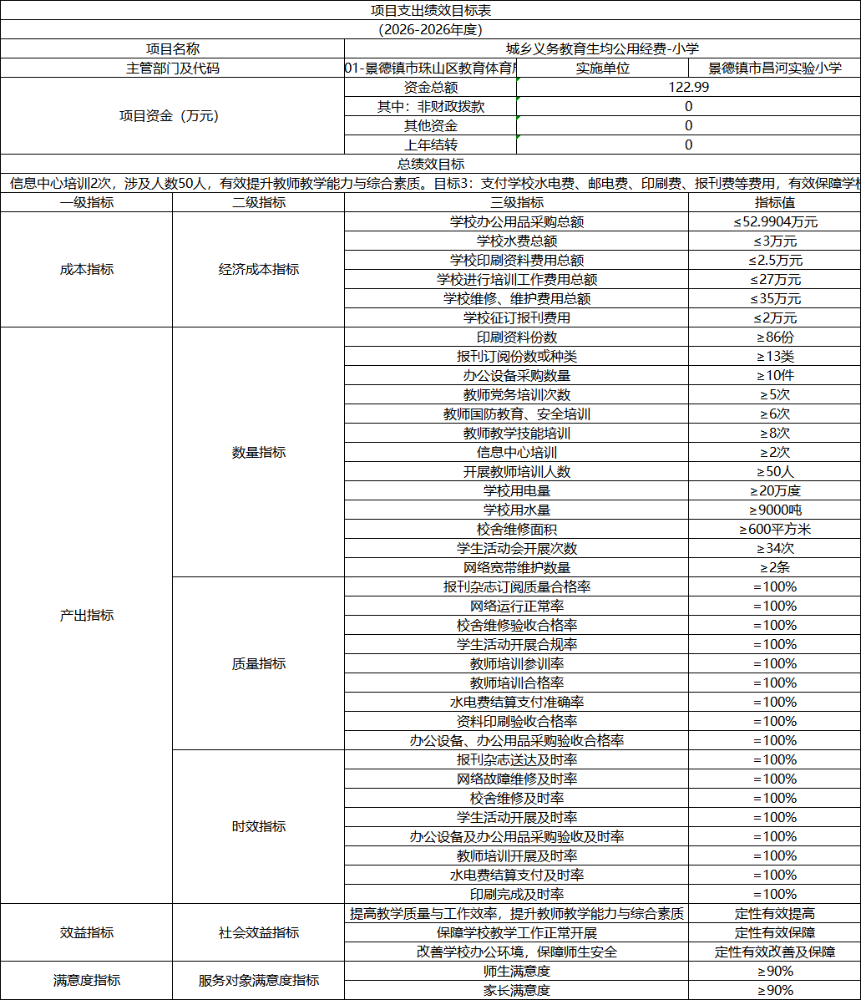 项目支出绩效目标表
（2026-2026年度）
项目名称 城乡义务教育生均公用经费-小学
主管部门及代码 01-景德镇市珠山区教育体育 实施单位 景德镇市昌河实验小学
项目资金（万元） 资金总额 122.99
其中：非财政拨款 0
其他资金 0
上年结转 0
总绩效目标
信息中心培训2次，涉及人数50人，有效提升教师教学能力与综合素质。目标3：支付学校水电费、邮电费、印刷费、报刊费等费用，有效保障学校
一级指标 二级指标 三级指标 指标值
成本指标 经济成本指标 学校办公用品采购总额 ≤52.9904万元
学校水费总额 ≤3万元
学校印刷资料费用总额 ≤2.5万元
学校进行培训工作费用总额 ≤27万元
学校维修、维护费用总额 ≤35万元
学校征订报刊费用 ≤2万元
产出指标 数量指标 印刷资料份数 ≥86份
报刊订阅份数或种类 ≥13类
办公设备采购数量 ≥10件
教师党务培训次数 ≥5次
教师国防教育、安全培训 ≥6次
教师教学技能培训 ≥8次
信息中心培训 ≥2次
开展教师培训人数 ≥50人
学校用电量 ≥20万度
学校用水量 ≥9000吨
校舍维修面积 ≥600平方米
学生活动会开展次数 ≥34次
网络宽带维护数量 ≥2条
质量指标 报刊杂志订阅质量合格率 =100%
网络运行正常率 =100%
校舍维修验收合格率 =100%
学生活动开展合规率 =100%
教师培训参训率 =100%
教师培训合格率 =100%
水电费结算支付准确率 =100%
资料印刷验收合格率 =100%
办公设备、办公用品采购验收合格率 =100%
时效指标 报刊杂志送达及时率 =100%
网络故障维修及时率 =100%
校舍维修及时率 =100%
学生活动开展及时率 =100%
办公设备及办公用品采购验收及时率 =100%
教师培训开展及时率 =100%
水电费结算支付及时率 =100%
印刷完成及时率 =100%
效益指标 社会效益指标 提高教学质量与工作效率，提升教师教学能力与综合素质 定性有效提高
保障学校教学工作正常开展 定性有效保障
改善学校办公环境，保障师生安全 定性有效改善及保障
满意度指标 服务对象满意度指标 师生满意度 ≥90%
家长满意度 ≥90%